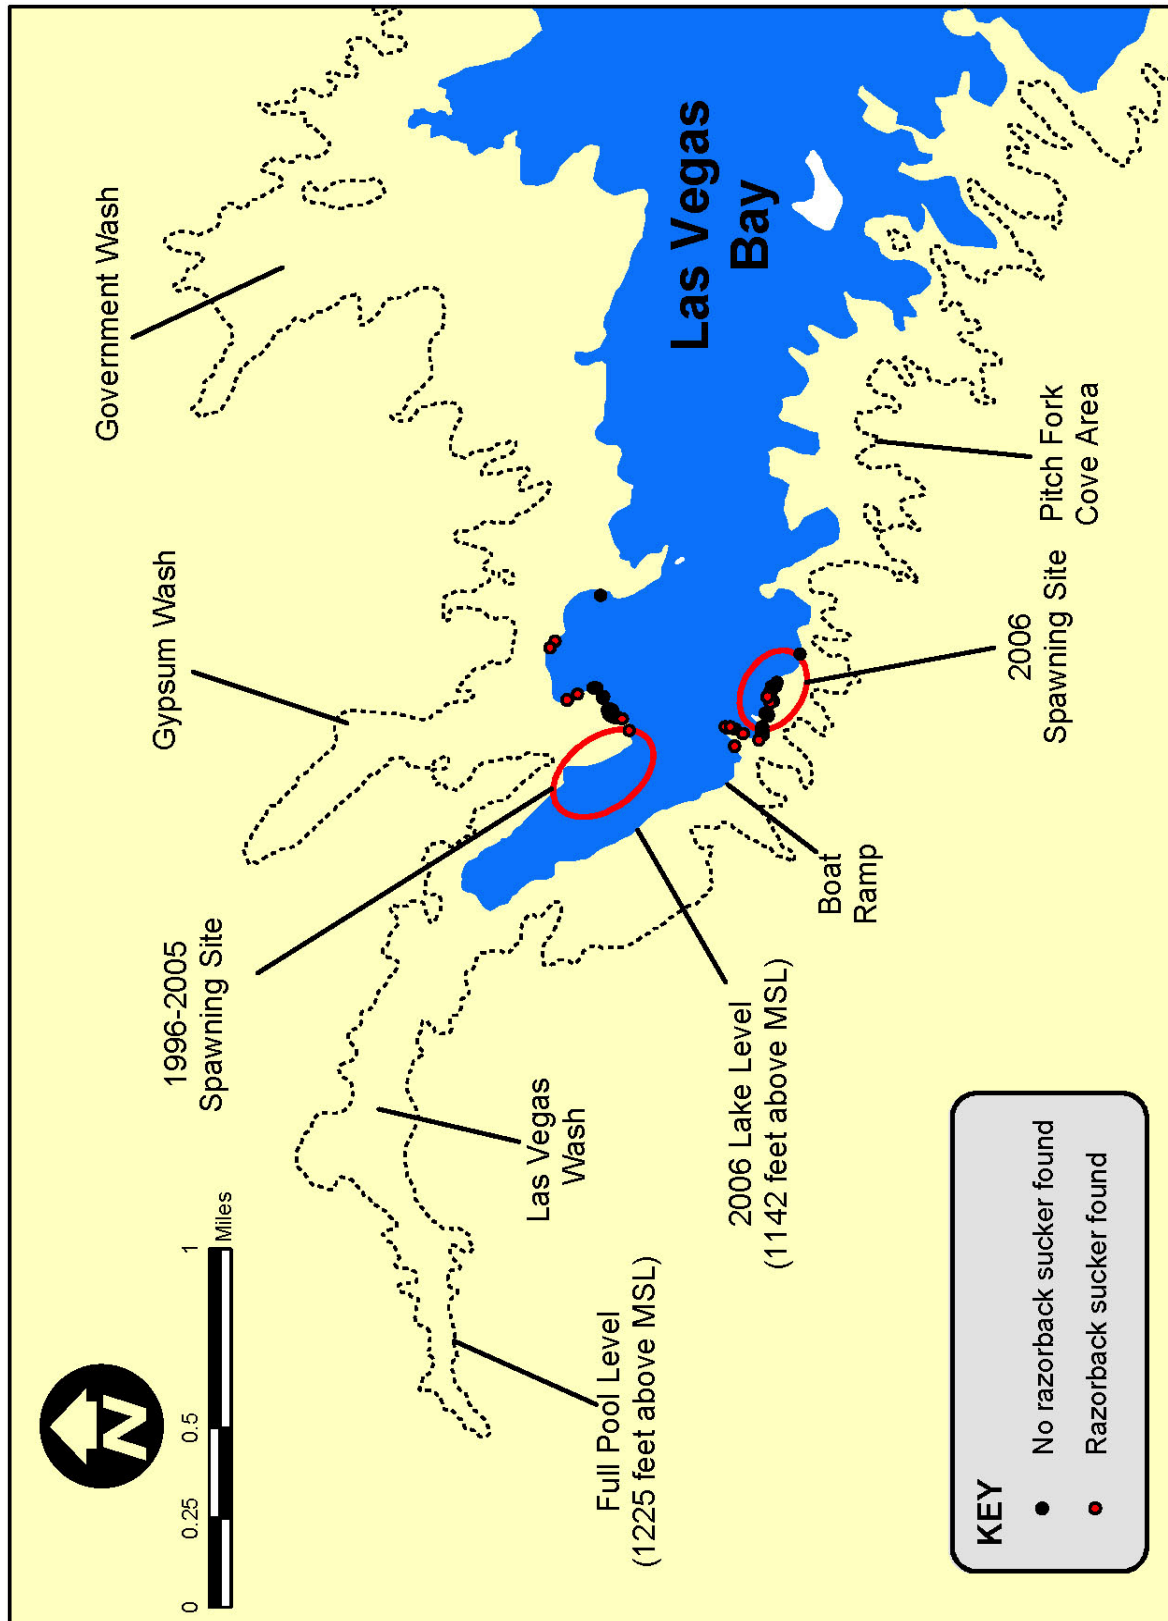 N
0 0.25 0.5 1
Miles
Government Wash
Gypsum Wash
1996-2005
Spawning Site
Las Vegas
Wash
Full Pool Level
(1225 feet above MSL)
2006 Lake Level
(1142 feet above MSL)
Boat
Ramp
2006
Spawning Site
Pitch Fork
Cove Area
Las Vegas
Bay
KEY
No razorback sucker found
Razorback sucker found